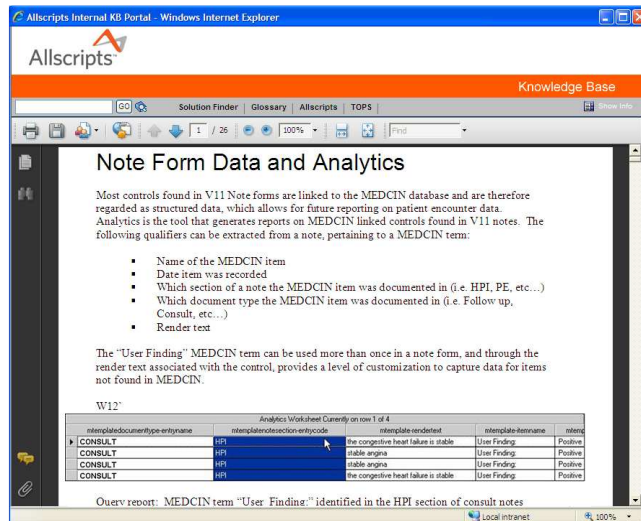 Allscripts Internal KB Portal - Windows Internet Explorer
Allscripts
Knowledge Base
GO
Solution Finder | Glossary | Allscripts | TOPS |
Show Info
1 / 26
100%
Find
Note Form Data and Analytics
Most controls found in V11 Note forms are linked to the MEDCIN database and are therefore
regarded as structured data, which allows for future reporting on patient encounter data.
Analytics is the tool that generates reports on MEDCIN linked controls found in V11 notes. The
following qualifiers can be extracted from a note, pertaining to a MEDCIN term:
▪ Name of the MEDCIN item
▪ Date item was recorded
▪ Which section of a note the MEDCIN item was documented in (i.e. HPI, PE, etc…)
▪ Which document type the MEDCIN item was documented in (i.e. Follow up,
Consult, etc…)
▪ Render text
The “User Finding” MEDCIN term can be used more than once in a note form, and through the
render text associated with the control, provides a level of customization to capture data for items
not found in MEDCIN.
W12`
Analytics Worksheet Currently on row 1 of 4
mtemplatedocumenttype-entryname mtemplatenotesection-entrycode mtemplate-rendertext mtemplate-itemname mtemp
CONSULT HPI the congestive heart failure is stable User Finding: Positive
CONSULT HPI stable angina User Finding: Positive
CONSULT HPI stable angina User Finding: Positive
CONSULT HPI the congestive heart failure is stable User Finding: Positive
Query report: MEDCIN term “User Finding:” identified in the HPI section of consult notes
Local intranet
100%